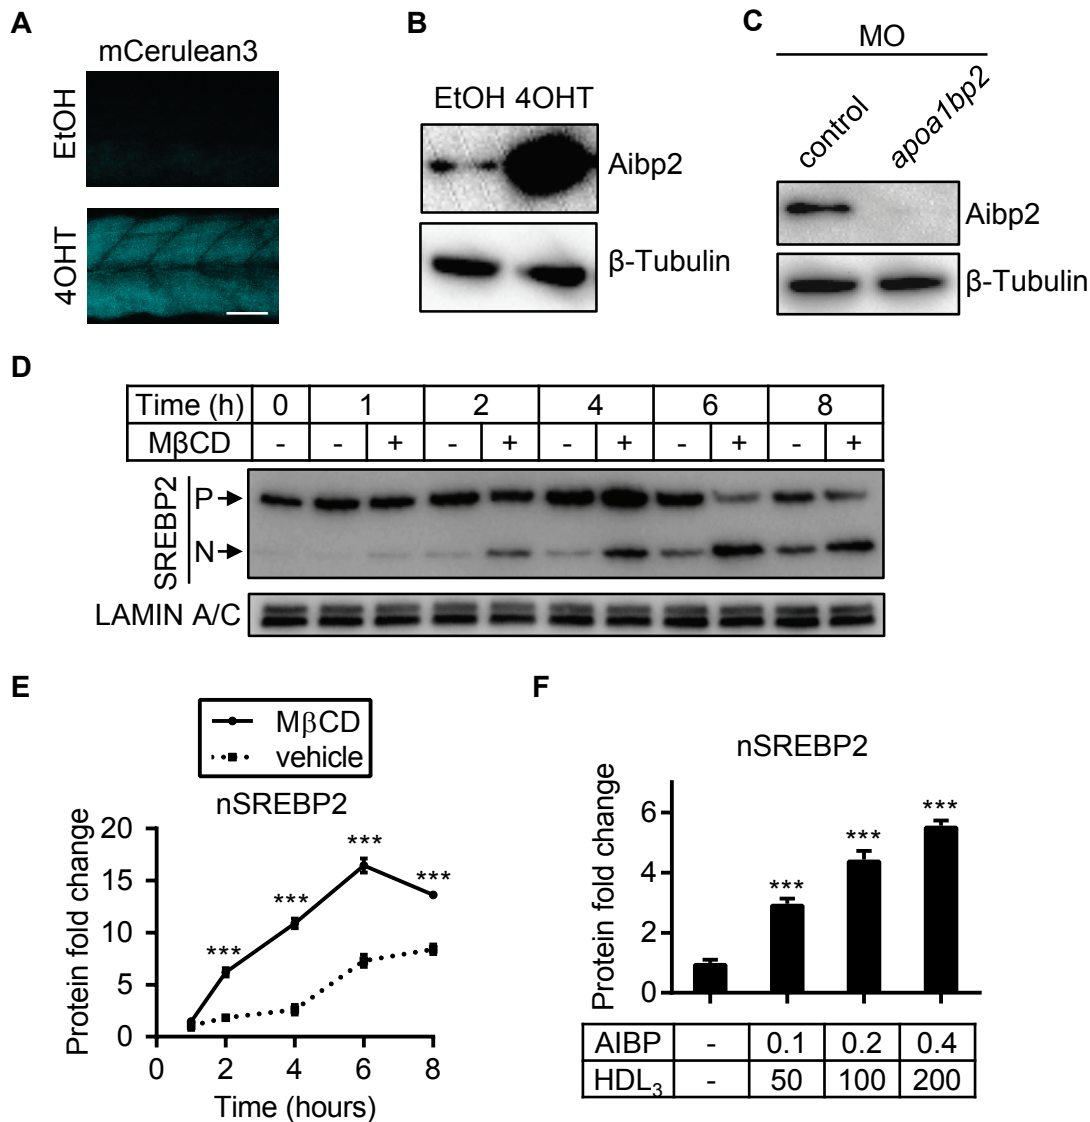 A
mCerulean3
EtOH
4OHT
B
EtOH 4OHT
Aibp2
β-Tubulin
C
MO
control
apoa1bp2
Aibp2
β-Tubulin
D
Time (h) 0 1 2 4 6 8
MβCD - - + - + - + - + - +
SREBP2
P
N
LAMIN A/C
E
MβCD
vehicle
nSREBP2
Protein fold change
20
15
10
5
0
*** *** *** ***
0 2 4 6 8
Time (hours)
F
nSREBP2
Protein fold change
6
4
2
0
*** *** ***
AIBP - 0.1 0.2 0.4
HDL₃ - 50 100 200